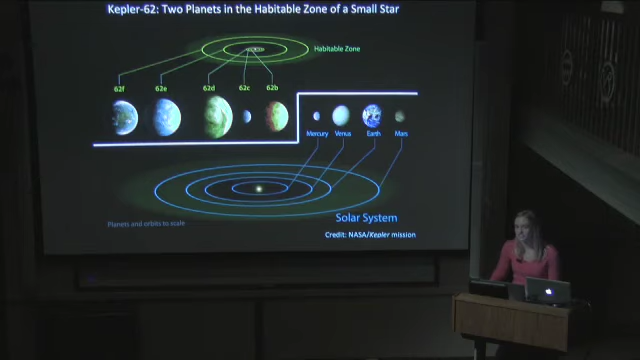 Kepler-62: Two Planets in the Habitable Zone of a Small Star
Habitable Zone
62f 62e 62d 62c 62b
Mercury Venus Earth Mars
Solar System
Planets and orbits to scale
Credit: NASA/Kepler mission